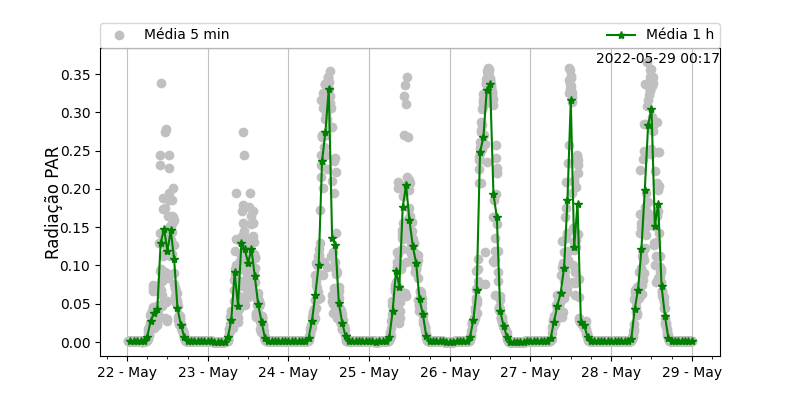 Média 5 min
Média 1 h
2022-05-29 00:17
Radiação PAR
0.35
0.30
0.25
0.20
0.15
0.10
0.05
0.00
22 - May 23 - May 24 - May 25 - May 26 - May 27 - May 28 - May 29 - May